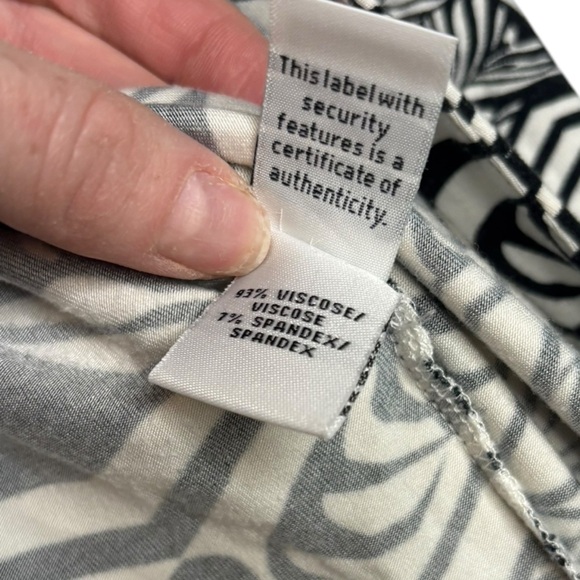 This label with
security
features is a
certificate of
authenticity.
93% VISCOSE/
VISCOSE
7% SPANDEX/
SPANDEX